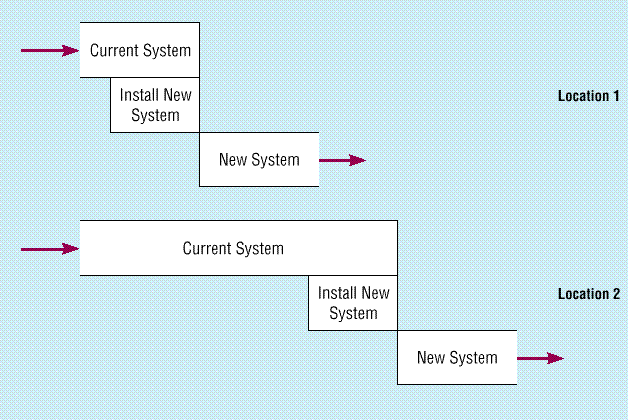 Current System
Install New
System
Location 1
New System
Current System
Install New
System
Location 2
New System